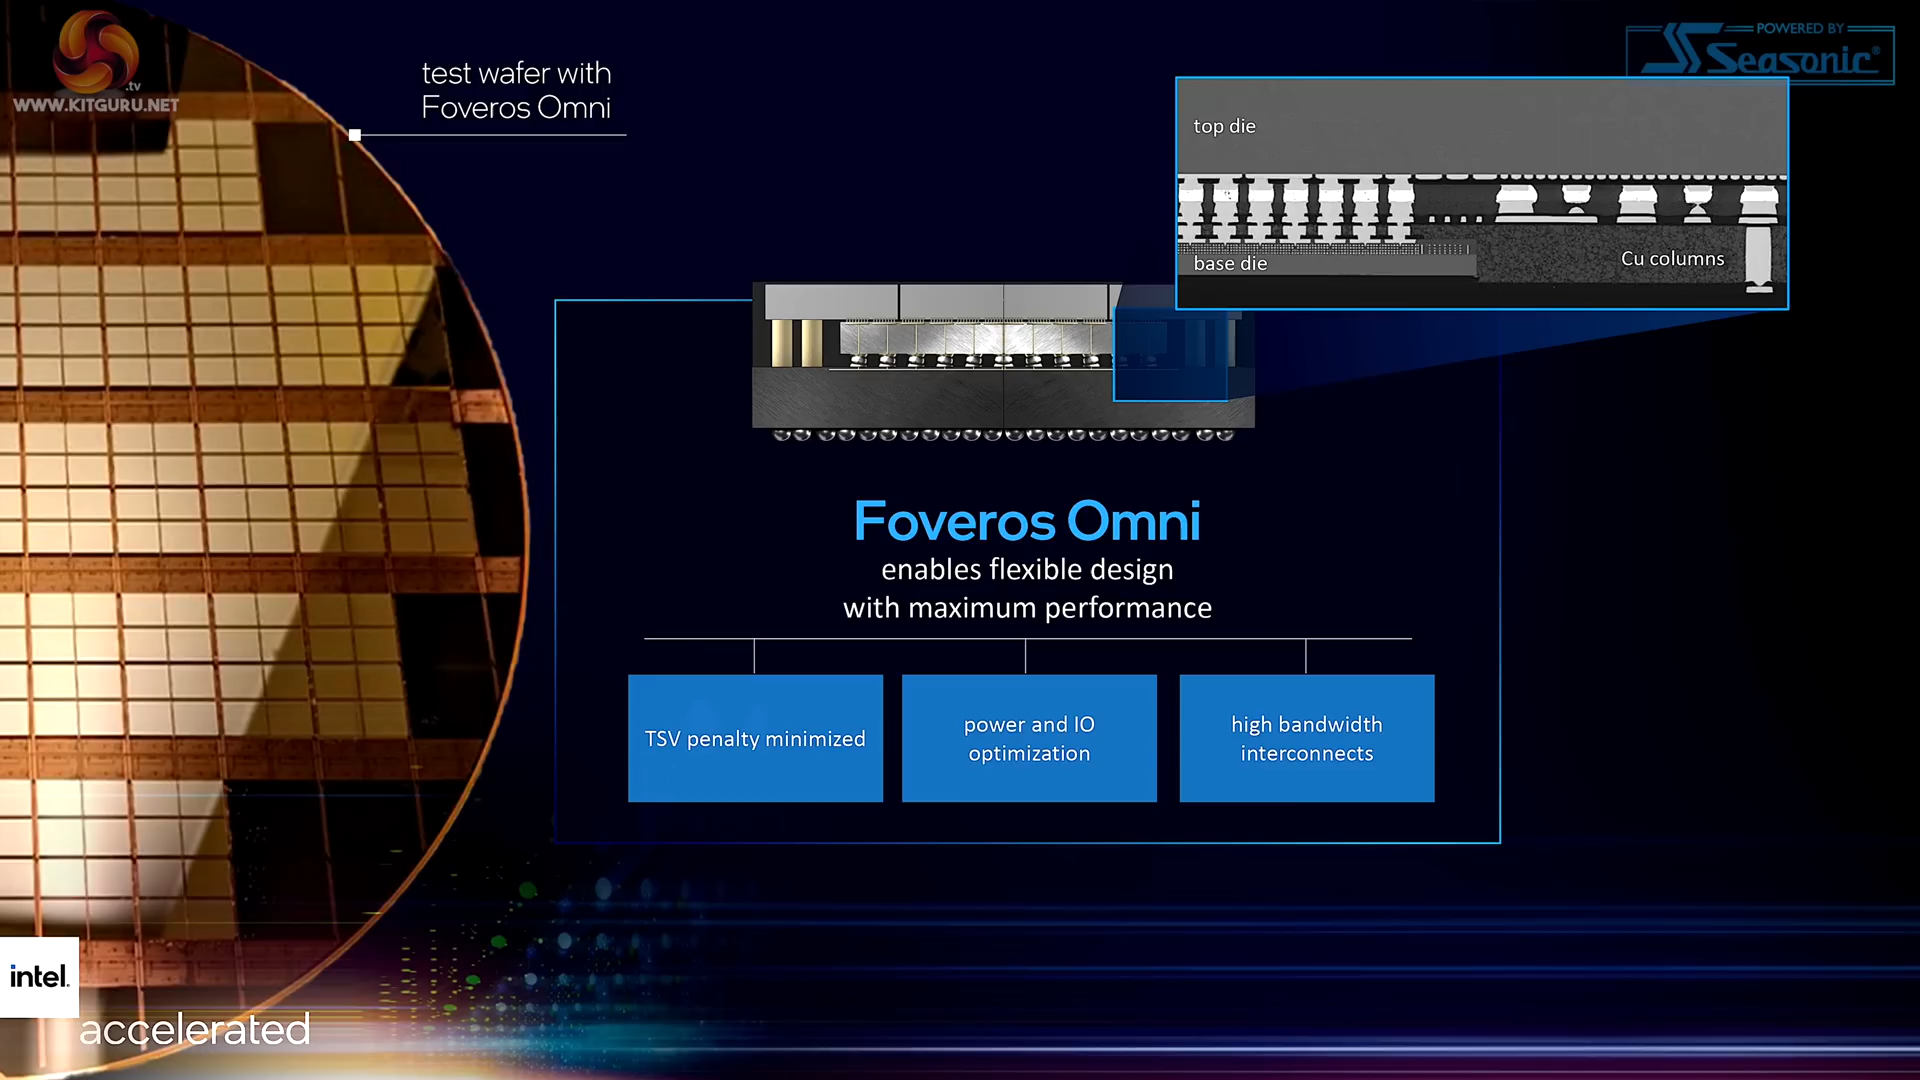 .tv
WWW.KITGURU.NET
test wafer with
Foveros Omni
POWERED BY
Seasonic®
top die
base die
Cu columns
Foveros Omni
enables flexible design
with maximum performance
TSV penalty minimized
power and IO
optimization
high bandwidth
interconnects
intel.
accelerated